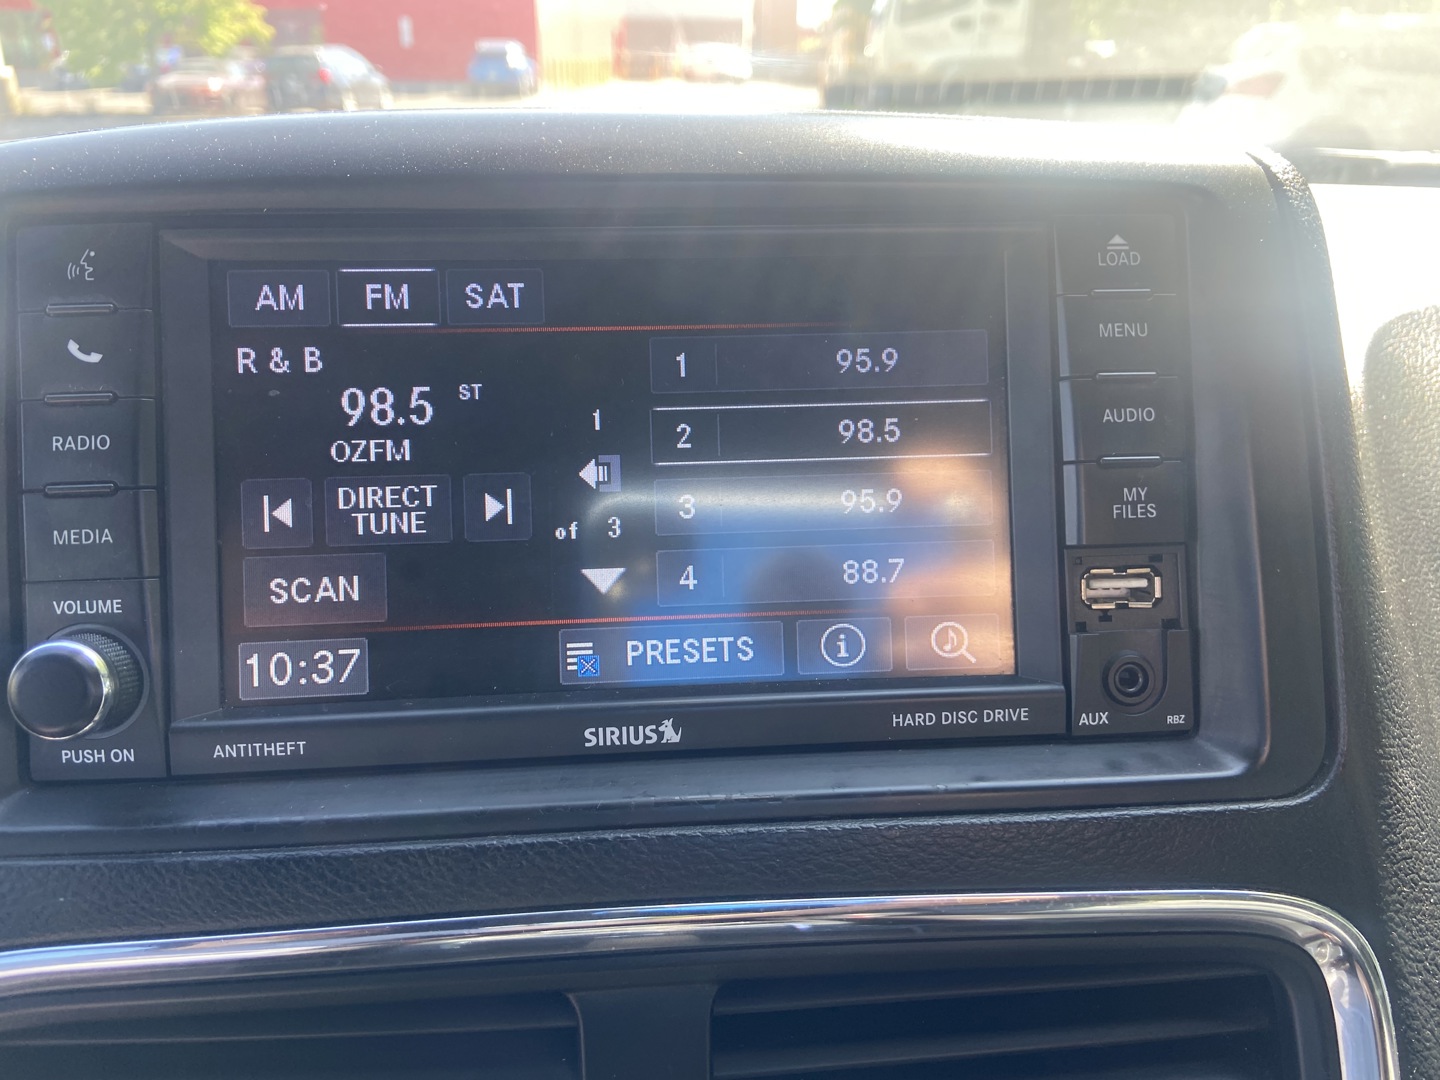 AM FM SAT
R & B
98.5 ST
OZFM
DIRECT
TUNE
SCAN
10:37
1
of 3
1 95.9
2 98.5
3 95.9
4 88.7
PRESETS
i
RADIO
MEDIA
VOLUME
PUSH ON
LOAD
MENU
AUDIO
MY
FILES
AUX RBZ
ANTITHEFT
SIRIUS
HARD DISC DRIVE